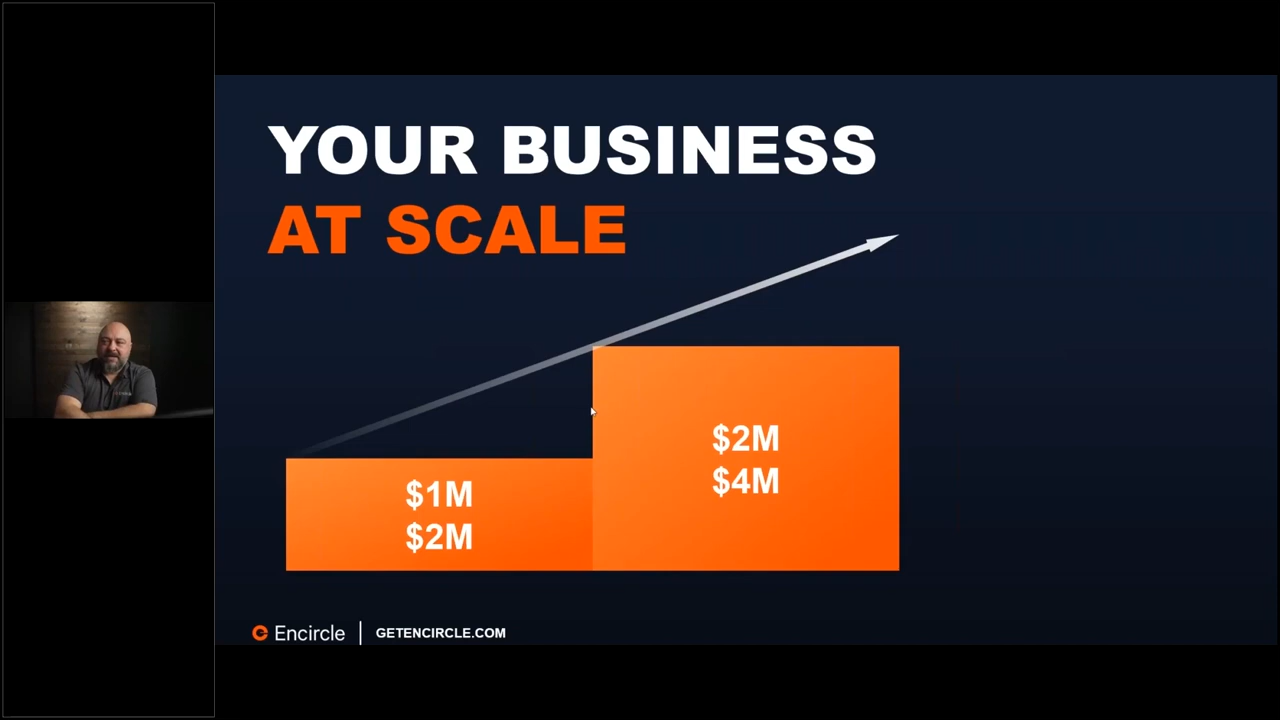 YOUR BUSINESS
AT SCALE
$1M
$2M
$2M
$4M
Encircle | GETENCIRCLE.COM